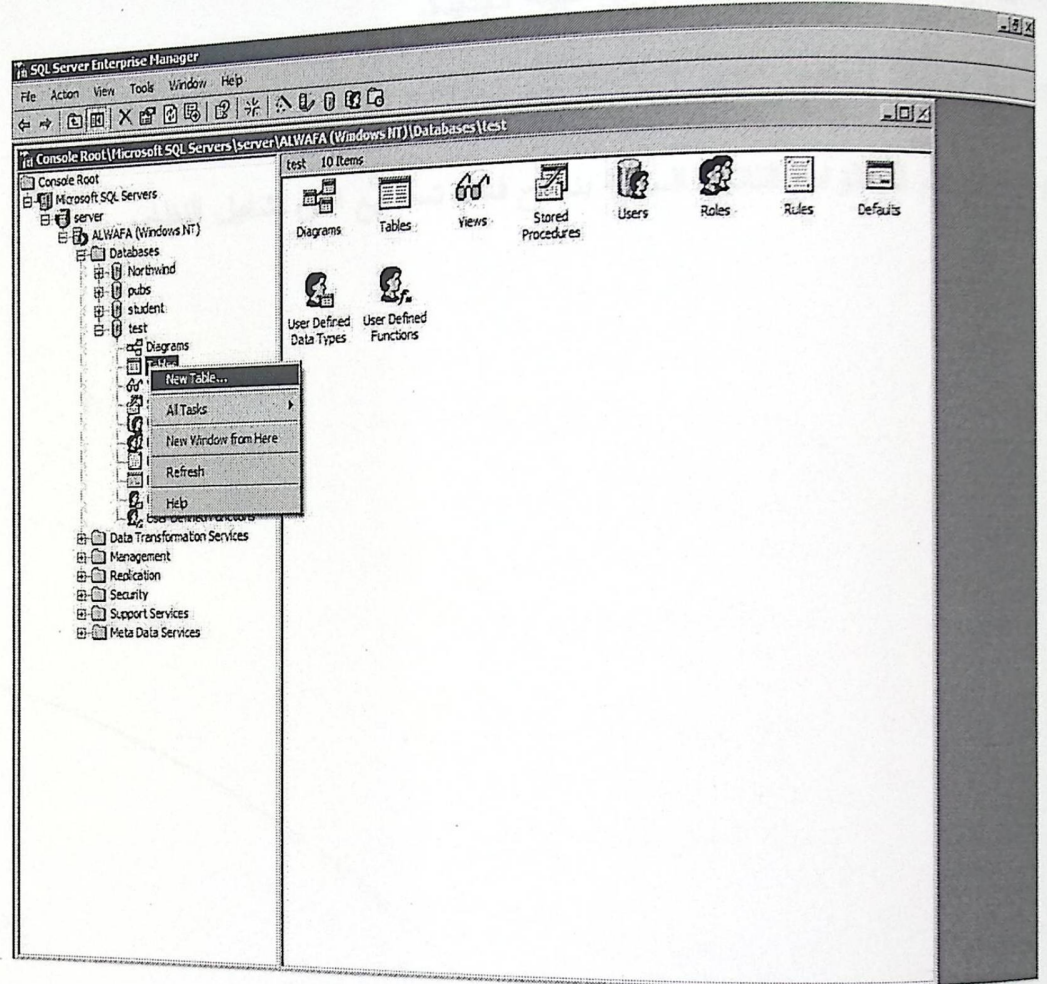 SQL Server Enterprise Manager
File Action View Tools Window Help
Console Root\Microsoft SQL Servers\server\ALWAFA (Windows NT)\Databases\test
Console Root
Microsoft SQL Servers
server
ALWAFA (Windows NT)
Databases
Northwind
pubs
student
test
Diagrams
New Table...
All Tasks
New Window from Here
Refresh
Help
User Defined Functions
Data Transformation Services
Management
Replication
Security
Support Services
Meta Data Services
test 10 Items
Diagrams
Tables
Views
Stored Procedures
Users
Roles
Rules
Defaults
User Defined Data Types
User Defined Functions